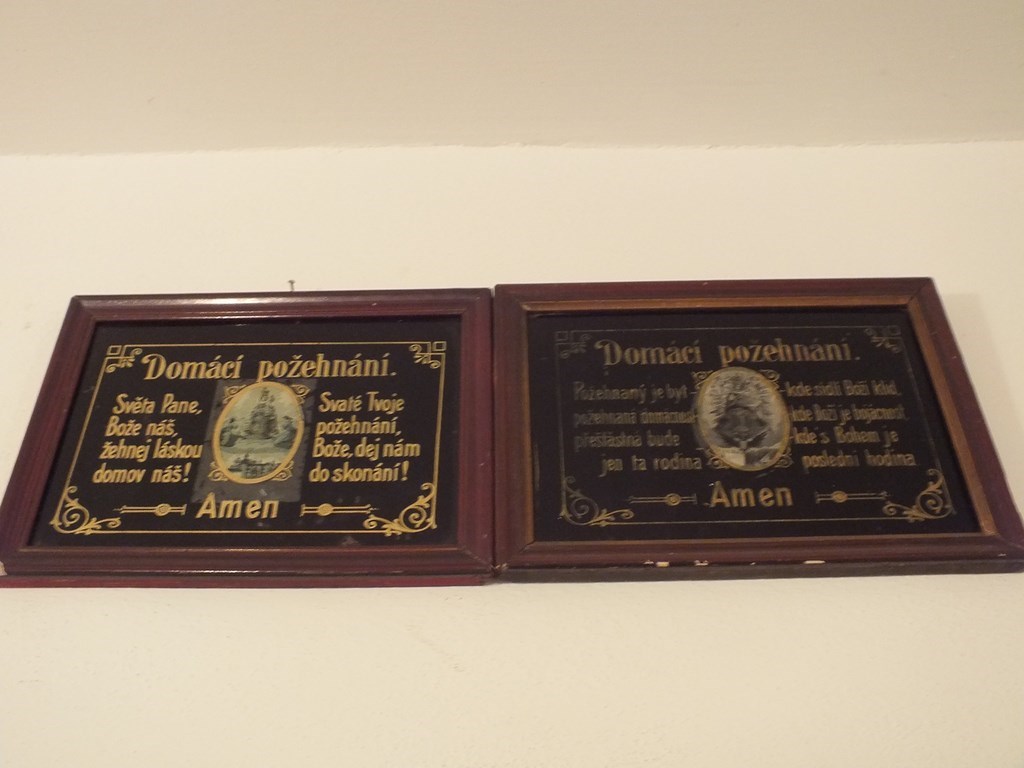 Domácí požehnání.
Světa Pane,
Bože náš,
žehnej láskou
domov náš!
Svaté Tvoje
požehnání,
Bože, dej nám
do skonání!
Amen
Domácí požehnání.
Požehnaný je byt
požehnaná domácnost
přešťastná bude
jen ta rodina
kde sídlí Boží klid,
kde Boží je bojácnost
kde s Bohem je
poslední hodina
Amen